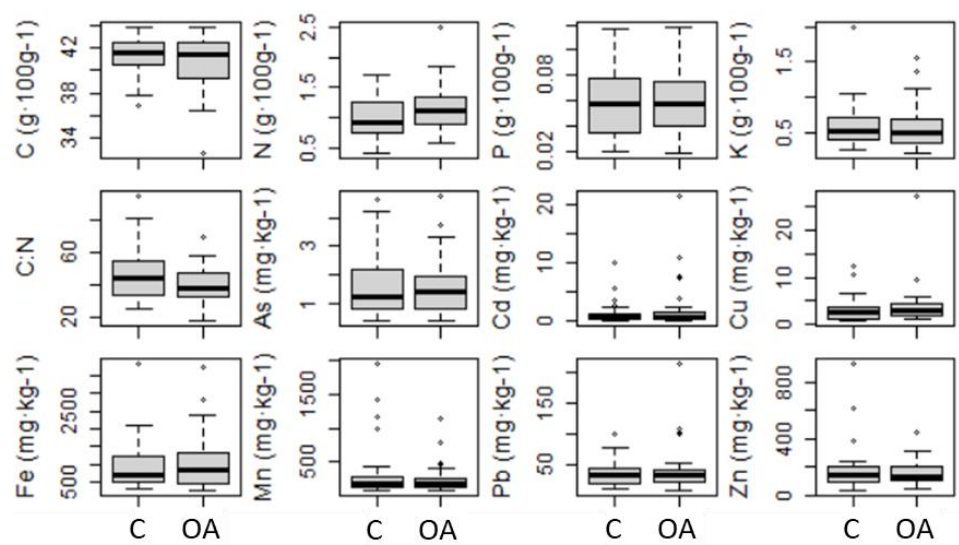 C (g·100g-1)
34 38 42
N (g·100g-1)
0.5 1.5 2.5
P (g·100g-1)
0.02 0.08
K (g·100g-1)
0.5 1.5
C:N
20 60
As (mg·kg-1)
1 3
Cd (mg·kg-1)
0 10 20
Cu (mg·kg-1)
0 10 20
Fe (mg·kg-1)
500 2500
Mn (mg·kg-1)
500 1500
Pb (mg·kg-1)
50 150
Zn (mg·kg-1)
0 400 800
C OA C OA C OA C OA